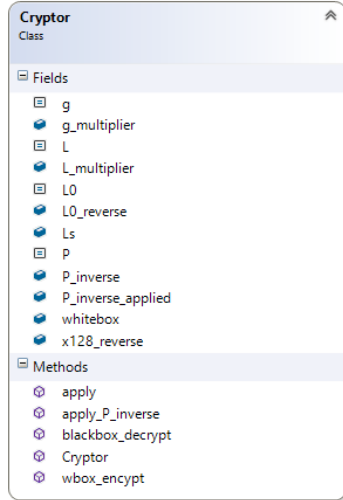 Cryptor
Class
Fields
g
g_multiplier
L
L_multiplier
L0
L0_reverse
Ls
P
P_inverse
P_inverse_applied
whitebox
x128_reverse
Methods
apply
apply_P_inverse
blackbox_decrypt
Cryptor
wbox_encypt